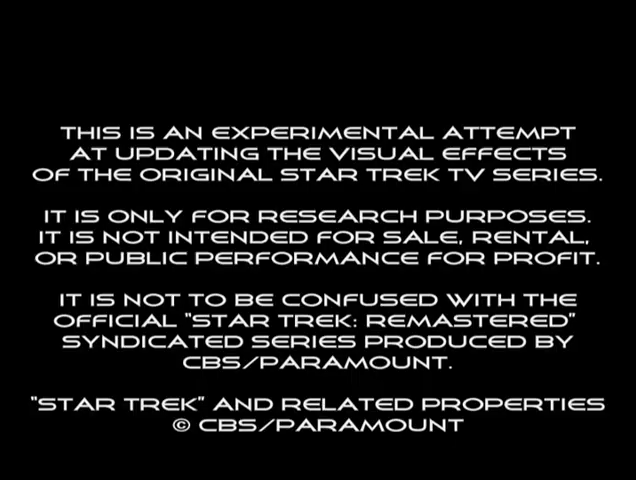 THIS IS AN EXPERIMENTAL ATTEMPT
AT UPDATING THE VISUAL EFFECTS
OF THE ORIGINAL STAR TREK TV SERIES.
IT IS ONLY FOR RESEARCH PURPOSES.
IT IS NOT INTENDED FOR SALE, RENTAL,
OR PUBLIC PERFORMANCE FOR PROFIT.
IT IS NOT TO BE CONFUSED WITH THE
OFFICIAL "STAR TREK: REMASTERED"
SYNDICATED SERIES PRODUCED BY
CBS/PARAMOUNT.
"STAR TREK" AND RELATED PROPERTIES
© CBS/PARAMOUNT